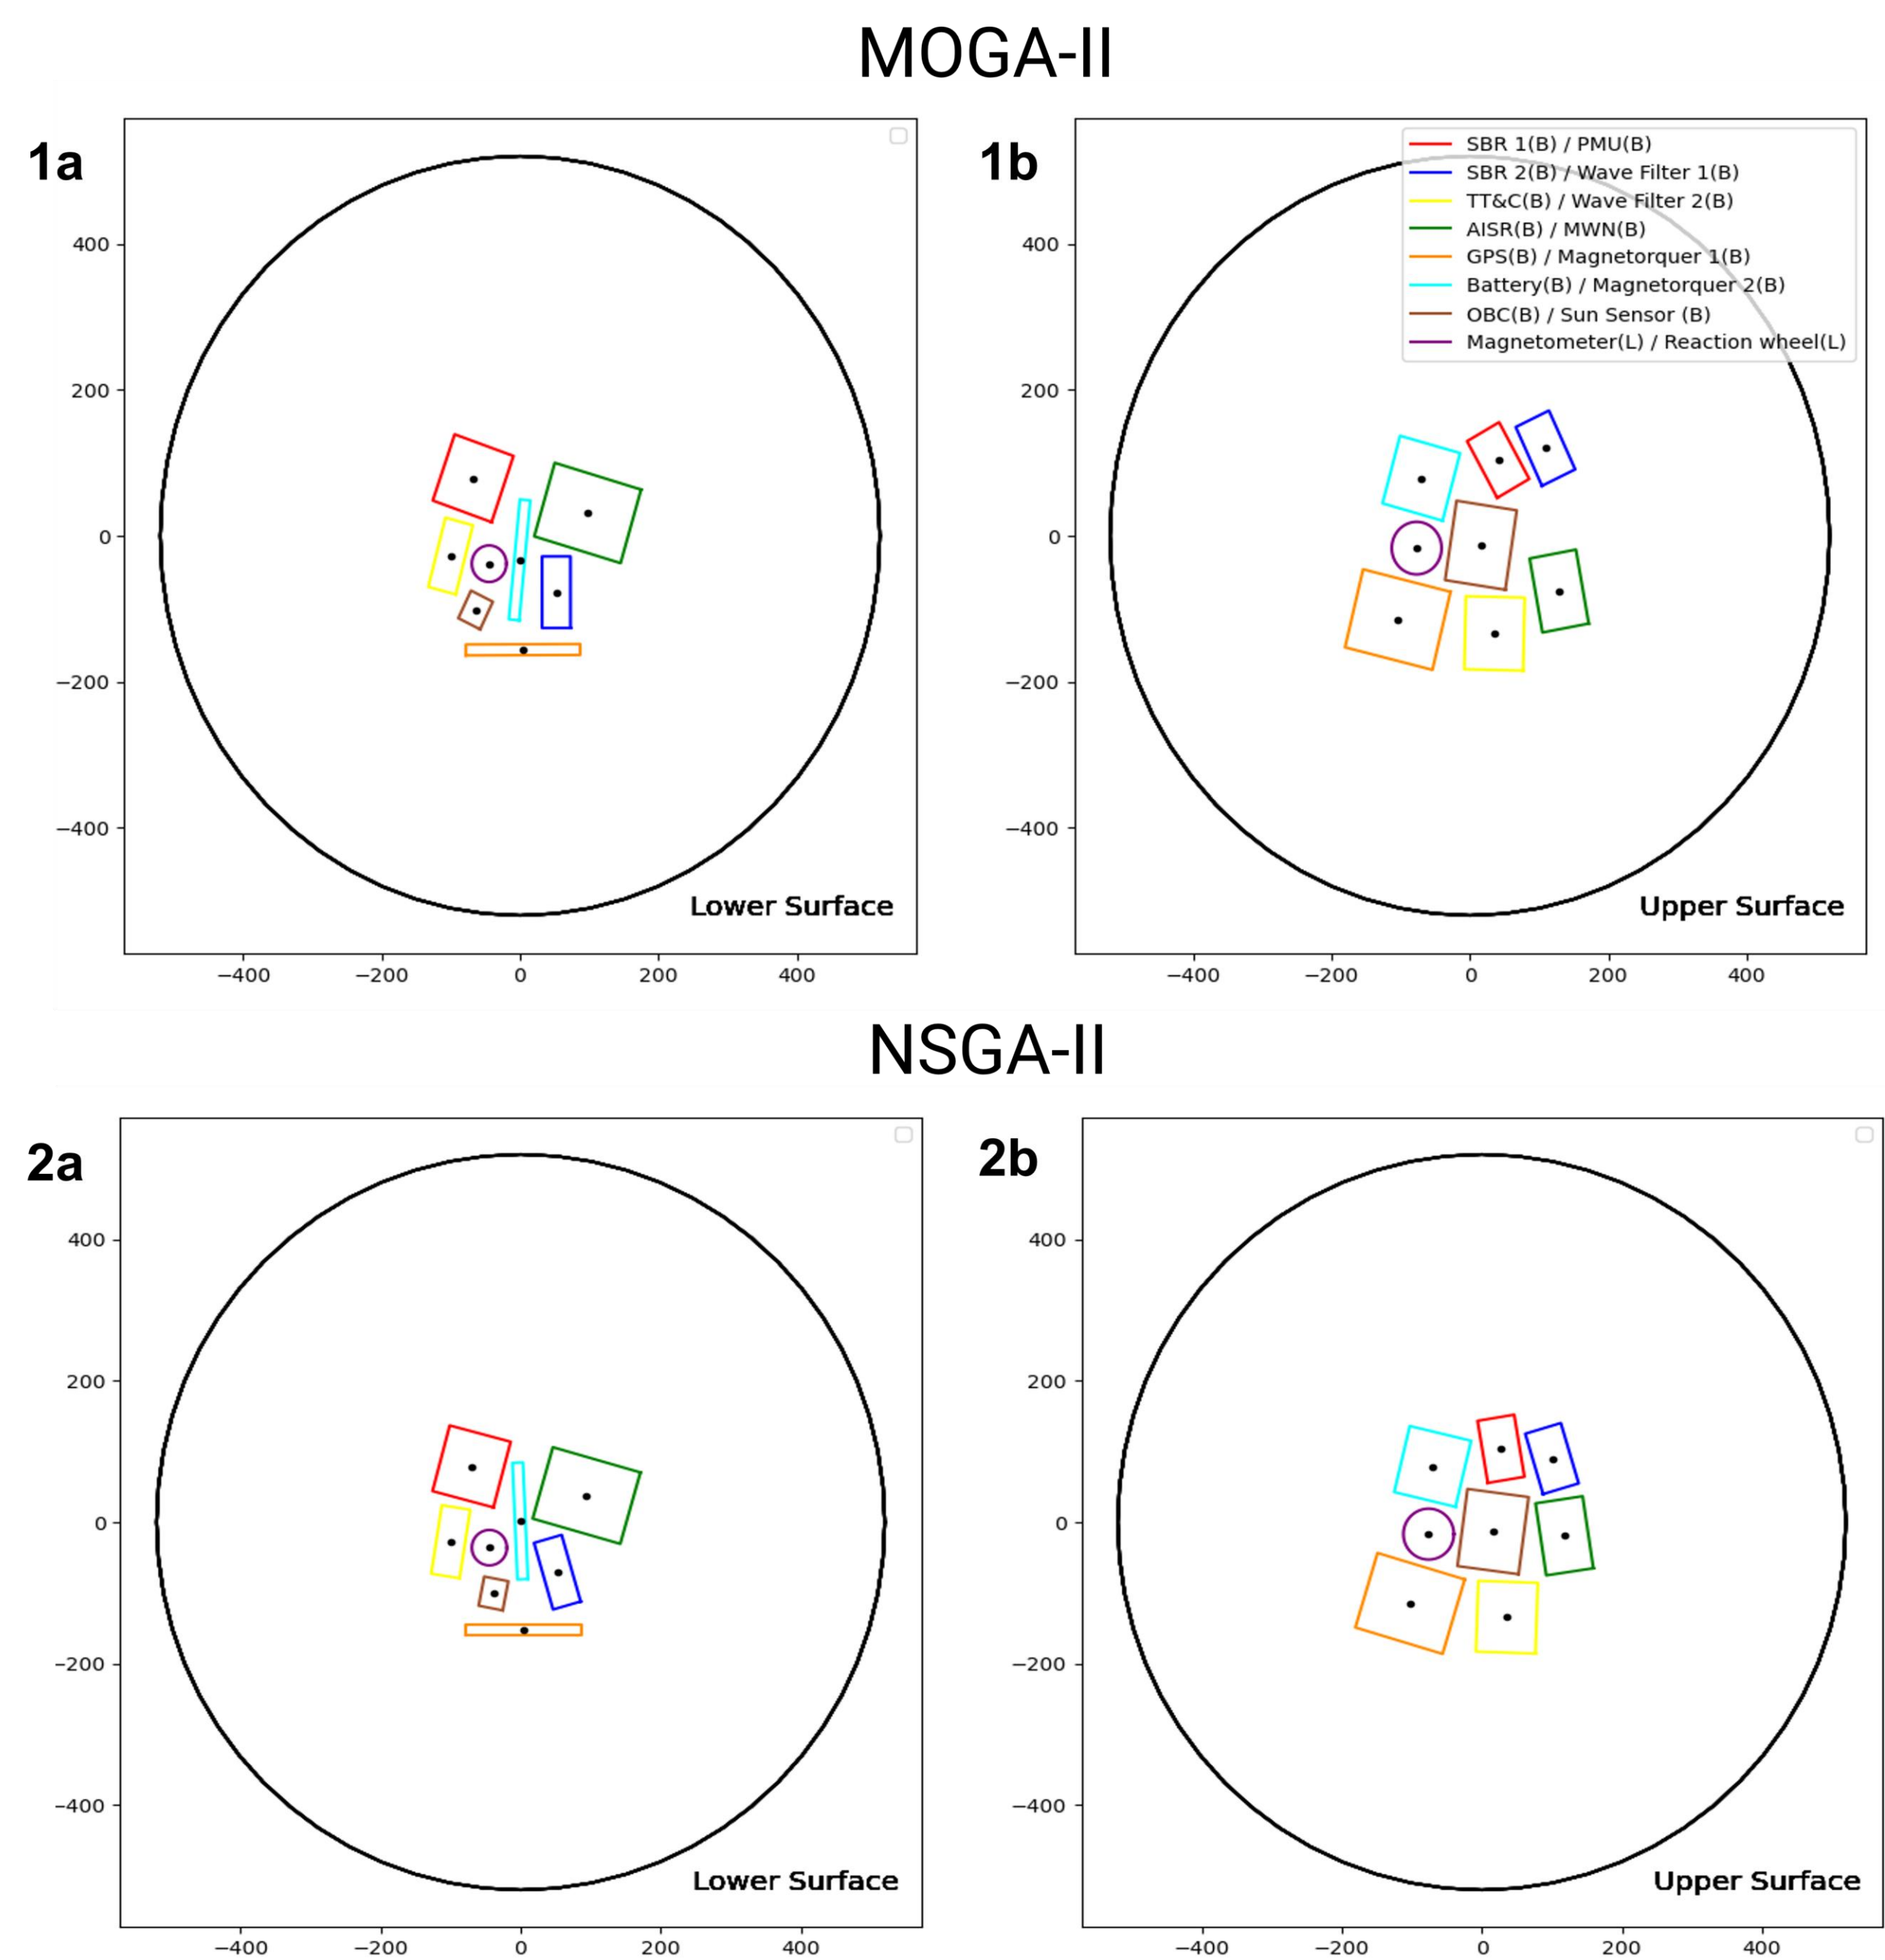 MOGA-II
1a
400
200
0
−200
−400
−400 −200 0 200 400
Lower Surface
1b
SBR 1(B) / PMU(B)
SBR 2(B) / Wave Filter 1(B)
TT&C(B) / Wave Filter 2(B)
AISR(B) / MWN(B)
GPS(B) / Magnetorquer 1(B)
Battery(B) / Magnetorquer 2(B)
OBC(B) / Sun Sensor (B)
Magnetometer(L) / Reaction wheel(L)
400
200
0
−200
−400
−400 −200 0 200 400
Upper Surface
NSGA-II
2a
400
200
0
−200
−400
−400 −200 0 200 400
Lower Surface
2b
400
200
0
−200
−400
−400 −200 0 200 400
Upper Surface